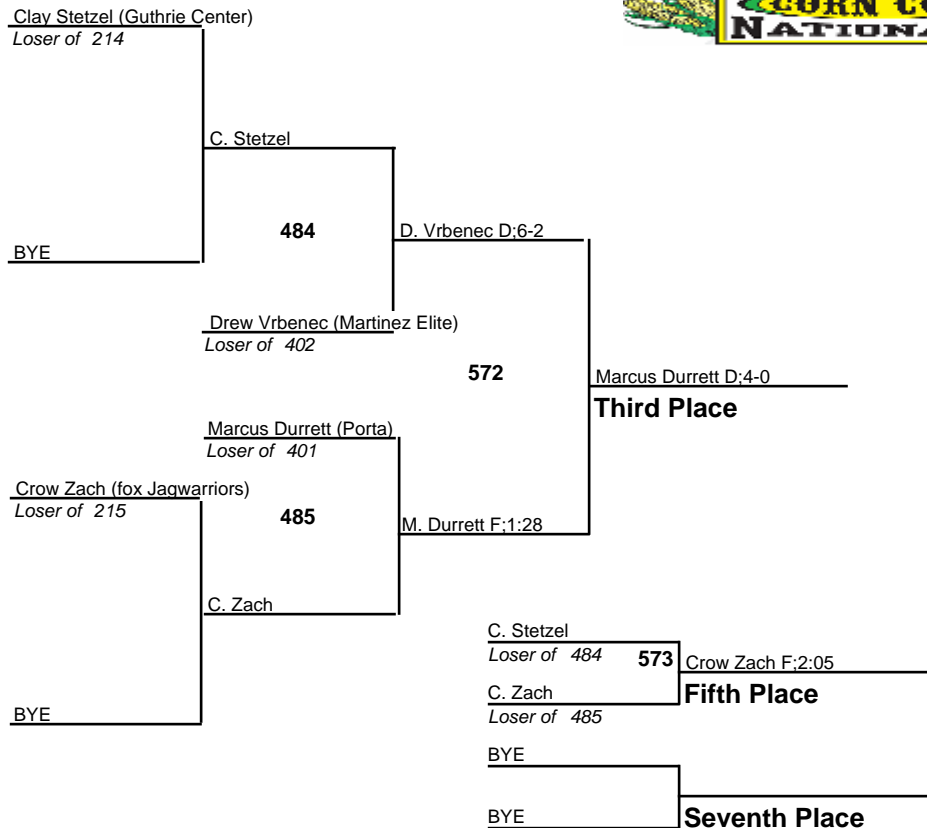 Clay Stetzel (Guthrie Center)
Loser of 214
C. Stetzel
484
D. Vrbenec D;6-2
BYE
Drew Vrbenec (Martinez Elite)
Loser of 402
572
Marcus Durrett D;4-0
Third Place
Marcus Durrett (Porta)
Loser of 401
Crow Zach (fox Jagwarriors)
Loser of 215
485
M. Durrett F;1:28
C. Zach
BYE
C. Stetzel
Loser of 484
573
Crow Zach F;2:05
Fifth Place
C. Zach
Loser of 485
BYE
BYE
Seventh Place
CORN